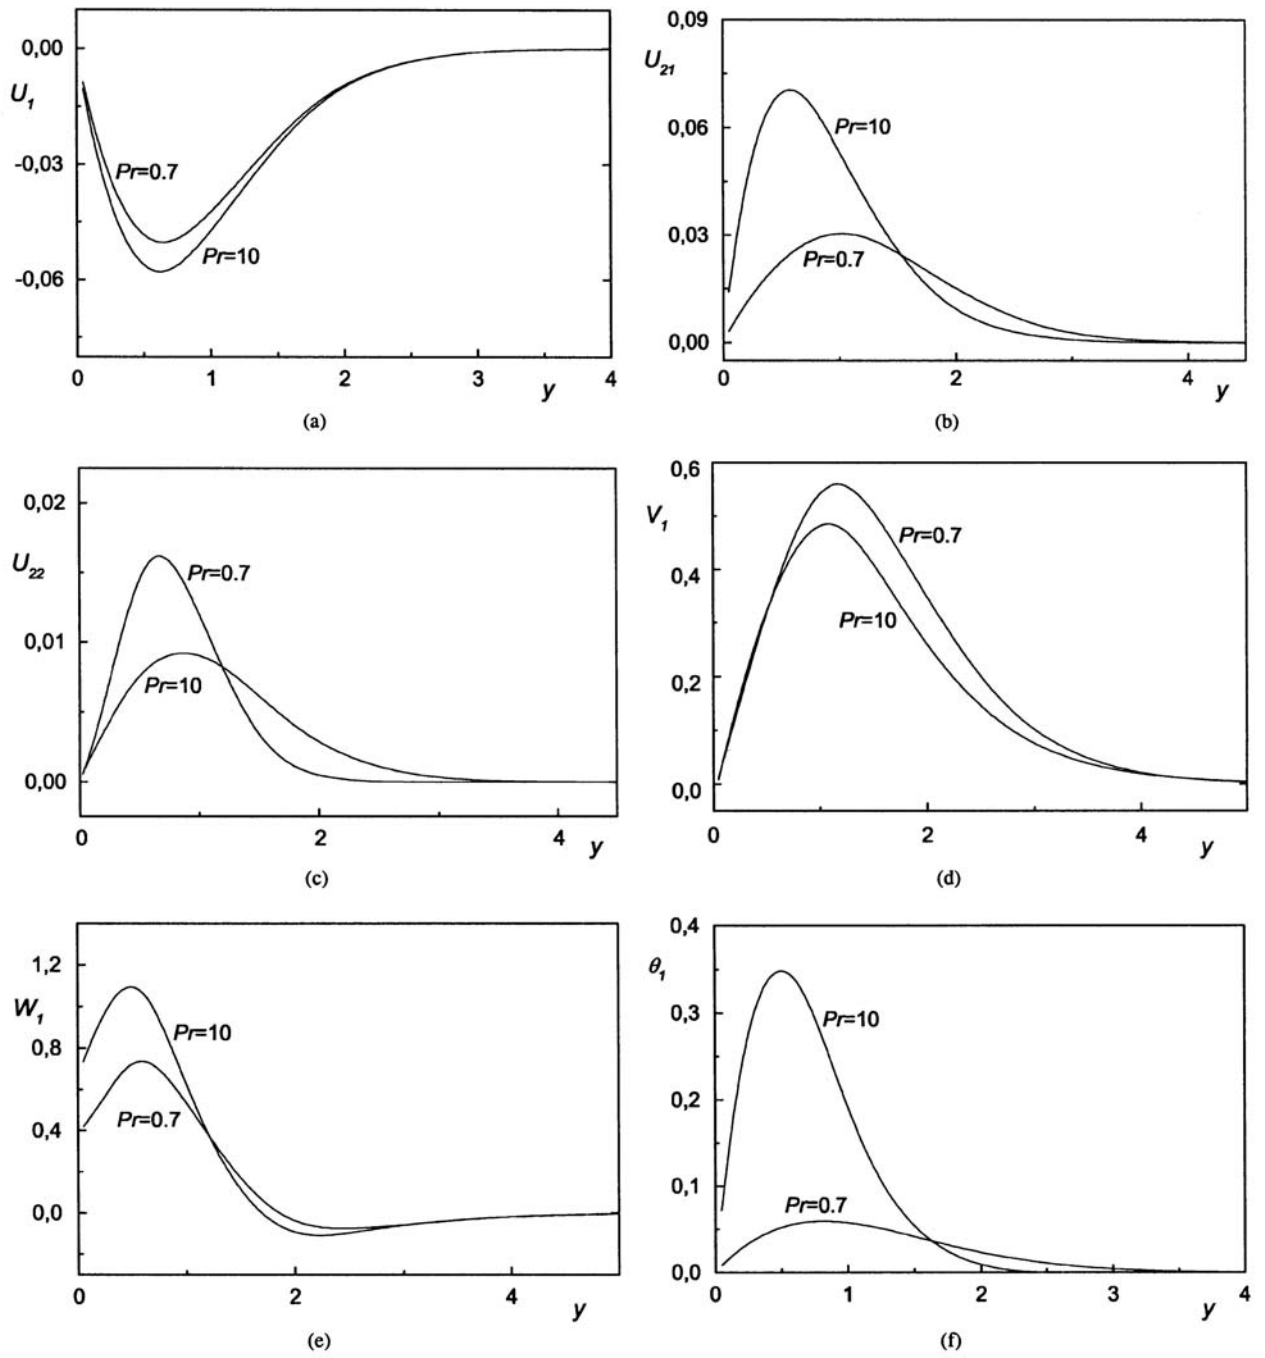 0,00
U₁
-0,03
-0,06
Pr=0.7
Pr=10
0 1 2 3 4
y
(a)
0,09
U₂₁
0,06
0,03
0,00
Pr=10
Pr=0.7
0 2 4
y
(b)
0,02
U₂₂
0,01
0,00
Pr=0.7
Pr=10
0 2 4
y
(c)
0,6
V₁
0,4
0,2
0,0
Pr=0.7
Pr=10
0 2 4
y
(d)
1,2
W₁
0,8
0,4
0,0
Pr=10
Pr=0.7
0 2 4
y
(e)
0,4
θ₁
0,3
0,2
0,1
0,0
Pr=10
Pr=0.7
0 1 2 3 4
y
(f)